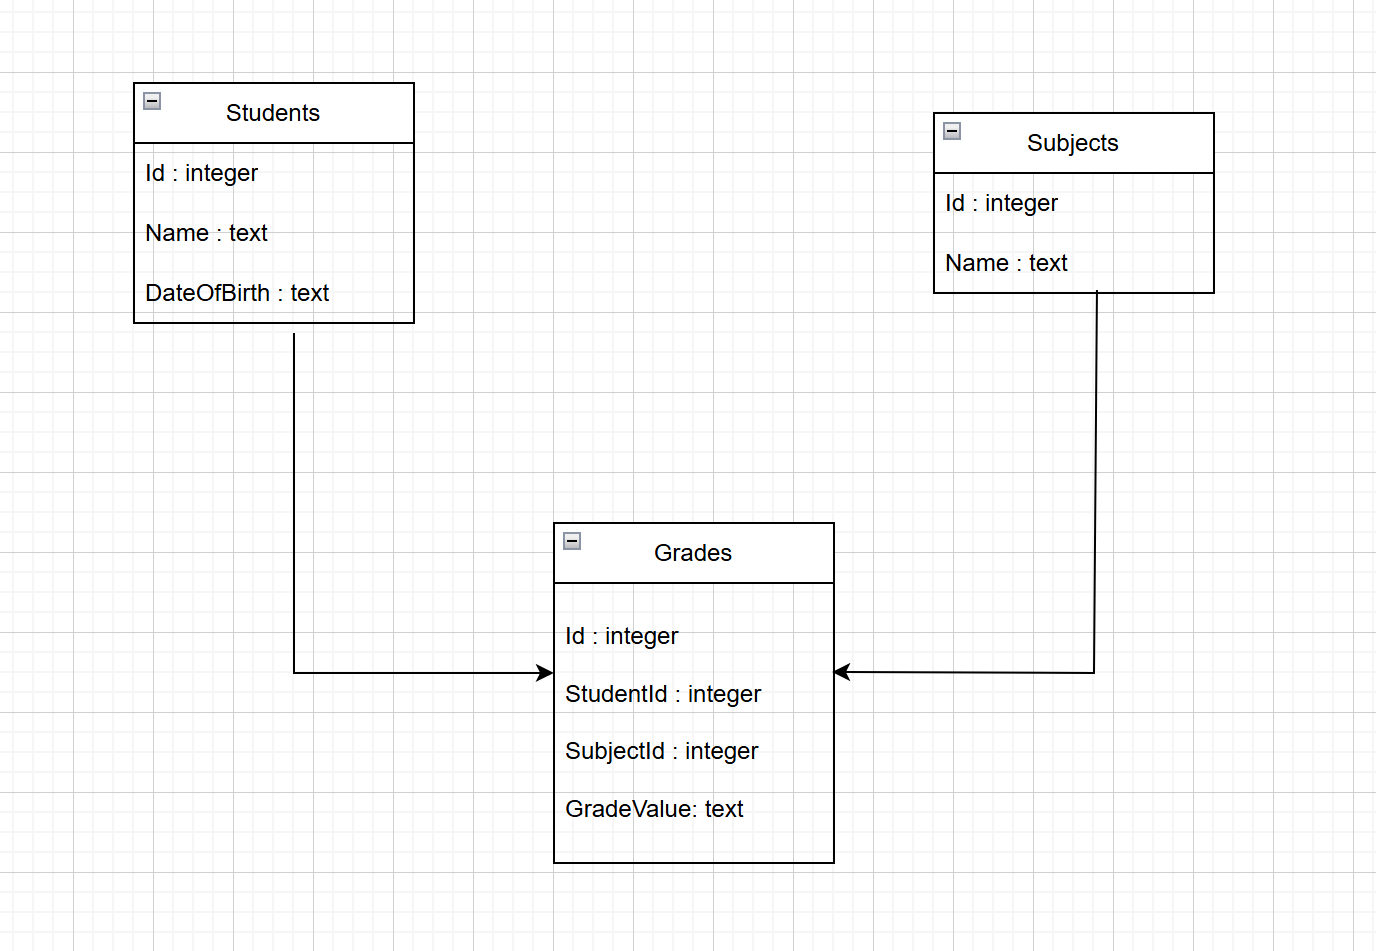 Students
Id : integer
Name : text
DateOfBirth : text
Subjects
Id : integer
Name : text
Grades
Id : integer
StudentId : integer
SubjectId : integer
GradeValue: text